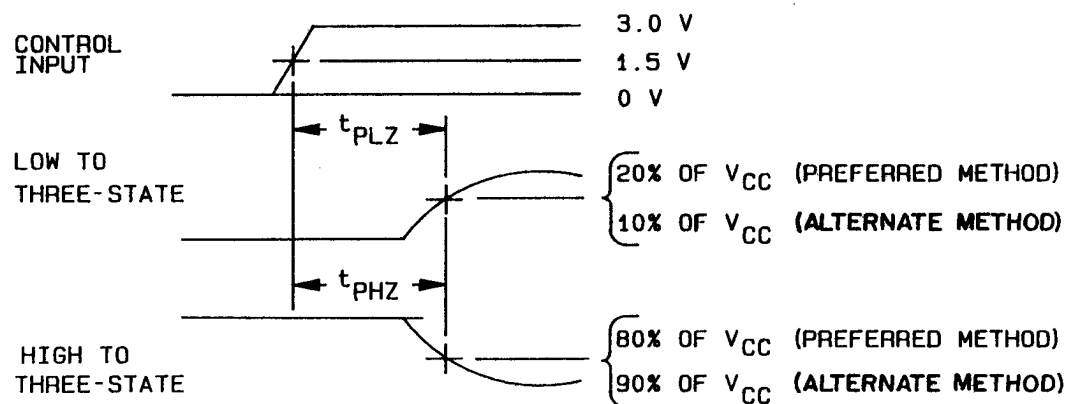 CONTROL
INPUT
3.0 V
1.5 V
0 V
tPLZ
LOW TO
THREE-STATE
20% OF VCC (PREFERRED METHOD)
10% OF VCC (ALTERNATE METHOD)
tPHZ
HIGH TO
THREE-STATE
80% OF VCC (PREFERRED METHOD)
90% OF VCC (ALTERNATE METHOD)